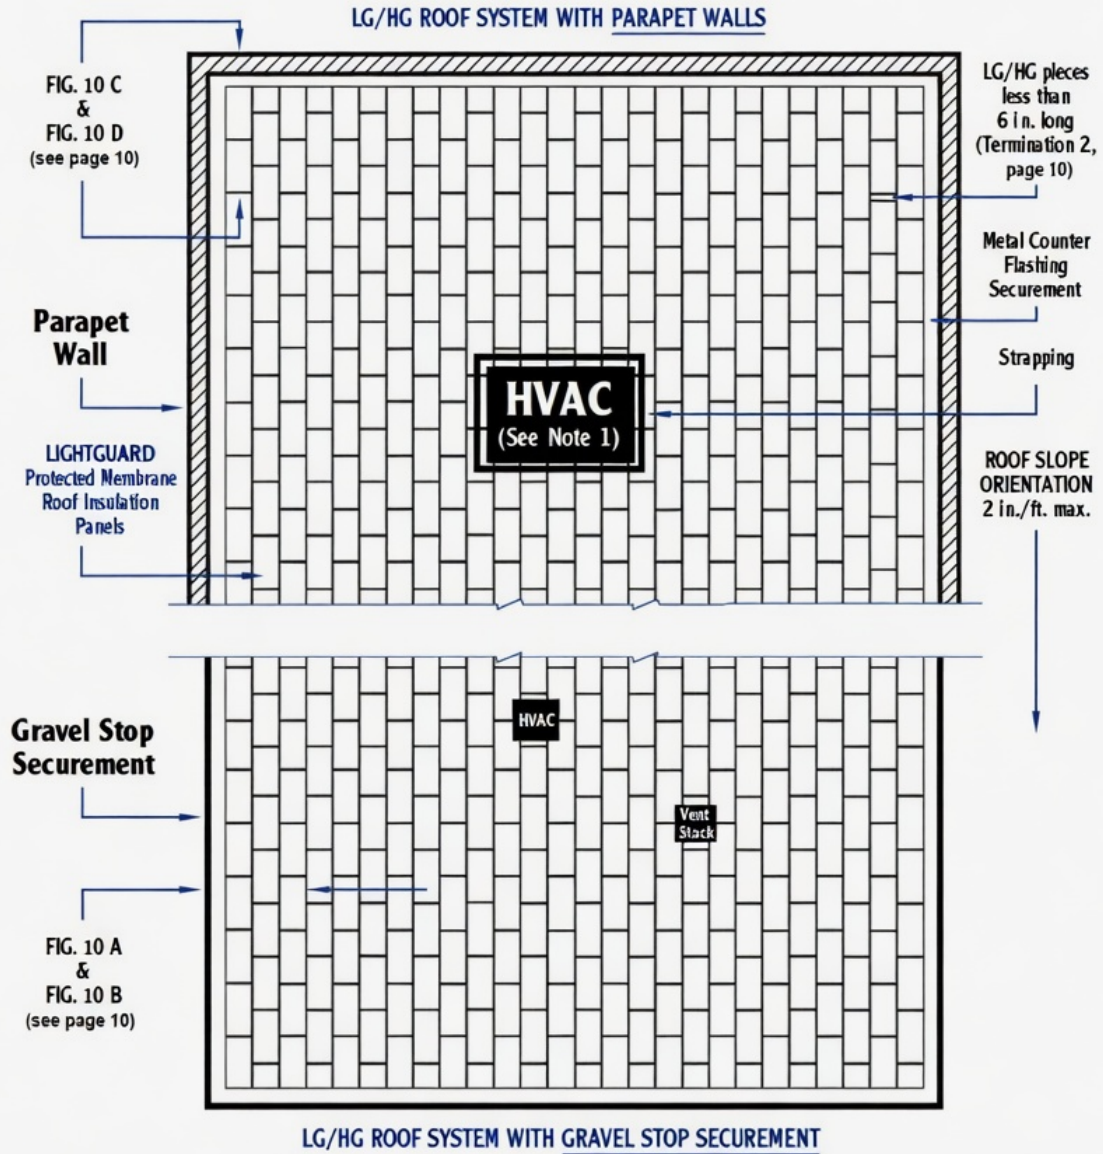 LG/HG ROOF SYSTEM WITH PARAPET WALLS
FIG. 10 C
&
FIG. 10 D
(see page 10)
LG/HG pieces
less than
6 in. long
(Termination 2,
page 10)
Metal Counter
Flashing
Securement
Parapet
Wall
Strapping
HVAC
(See Note 1)
LIGHTGUARD
Protected Membrane
Roof Insulation
Panels
ROOF SLOPE
ORIENTATION
2 in./ft. max.
Gravel Stop
Securement
HVAC
Vent
Stack
FIG. 10 A
&
FIG. 10 B
(see page 10)
LG/HG ROOF SYSTEM WITH GRAVEL STOP SECUREMENT